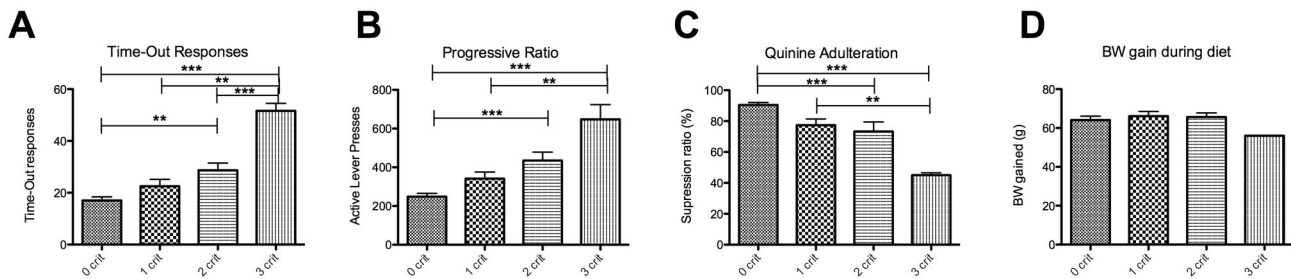 A
Time-Out Responses
***
**
***
**
Time-Out responses
60
40
20
0
0 crit
1 crit
2 crit
3 crit
B
Progressive Ratio
***
**
***
Active Lever Presses
800
600
400
200
0
0 crit
1 crit
2 crit
3 crit
C
Quinine Adulteration
***
***
**
Supression ratio (%)
100
80
60
40
20
0
0 crit
1 crit
2 crit
3 crit
D
BW gain during diet
BW gained (g)
80
60
40
20
0
0 crit
1 crit
2 crit
3 crit